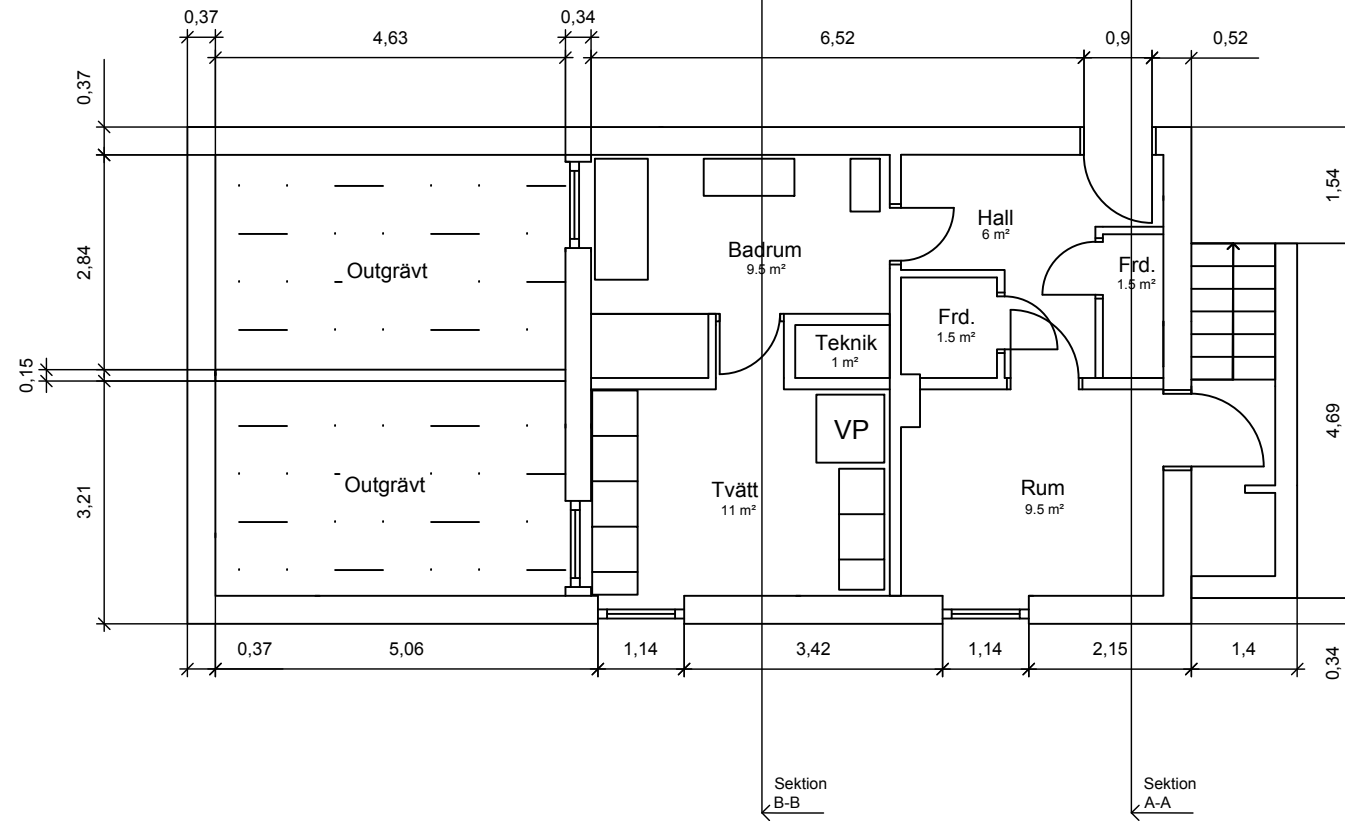 0,37
0,34
4,63
6,52
0,9
0,52
0,37
1,54
Hall
6 m²
Badrum
9.5 m²
2,84
Outgrävt
Frd.
1.5 m²
Frd.
1.5 m²
Teknik
1 m²
0,15
VP
4,69
Outgrävt
Tvätt
11 m²
Rum
9.5 m²
3,21
0,37
5,06
1,14
3,42
1,14
2,15
1,4
0,34
Sektion
B-B
Sektion
A-A